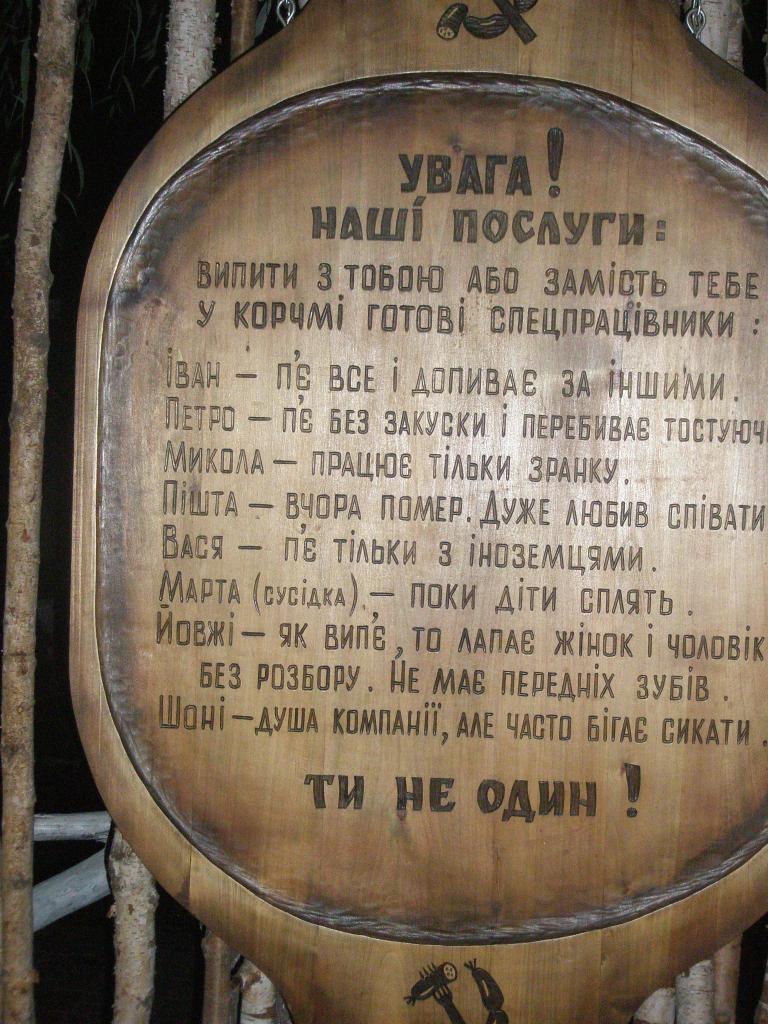 УВАГА!
НАШІ ПОСЛУГИ:
ВИПИТИ З ТОБОЮ АБО ЗАМІСТЬ ТЕБЕ
У КОРЧМІ ГОТОВІ СПЕЦПРАЦІВНИКИ:
ІВАН – П'Є ВСЕ І ДОПИВАЄ ЗА ІНШИМИ.
ПЕТРО – П'Є БЕЗ ЗАКУСКИ І ПЕРЕБИВАЄ ТОСТУЮЧ
МИКОЛА – ПРАЦЮЄ ТІЛЬКИ ЗРАНКУ.
ПІШТА – ВЧОРА ПОМЕР. ДУЖЕ ЛЮБИВ СПІВАТИ
ВАСЯ – П'Є ТІЛЬКИ З ІНОЗЕМЦЯМИ.
МАРТА (СУСІДКА) – ПОКИ ДІТИ СПЛЯТЬ.
ЙОВЖІ – ЯК ВИП'Є, ТО ЛАПАЄ ЖІНОК І ЧОЛОВІК
БЕЗ РОЗБОРУ. НЕ МАЄ ПЕРЕДНІХ ЗУБІВ.
ШОНІ – ДУША КОМПАНІЇ, АЛЕ ЧАСТО БІГАЄ СИКАТИ.
ТИ НЕ ОДИН!